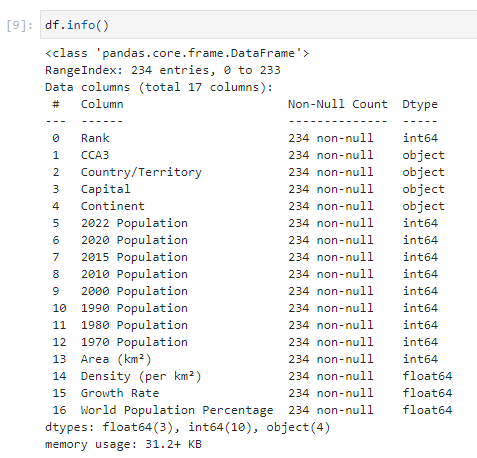 [9]: df.info()
<class 'pandas.core.frame.DataFrame'>
RangeIndex: 234 entries, 0 to 233
Data columns (total 17 columns):
 #   Column                       Non-Null Count  Dtype
---  ------                       --------------  -----
 0   Rank                         234 non-null    int64
 1   CCA3                         234 non-null    object
 2   Country/Territory            234 non-null    object
 3   Capital                      234 non-null    object
 4   Continent                    234 non-null    object
 5   2022 Population              234 non-null    int64
 6   2020 Population              234 non-null    int64
 7   2015 Population              234 non-null    int64
 8   2010 Population              234 non-null    int64
 9   2000 Population              234 non-null    int64
 10  1990 Population              234 non-null    int64
 11  1980 Population              234 non-null    int64
 12  1970 Population              234 non-null    int64
 13  Area (km²)                   234 non-null    int64
 14  Density (per km²)            234 non-null    float64
 15  Growth Rate                  234 non-null    float64
 16  World Population Percentage  234 non-null    float64
dtypes: float64(3), int64(10), object(4)
memory usage: 31.2+ KB